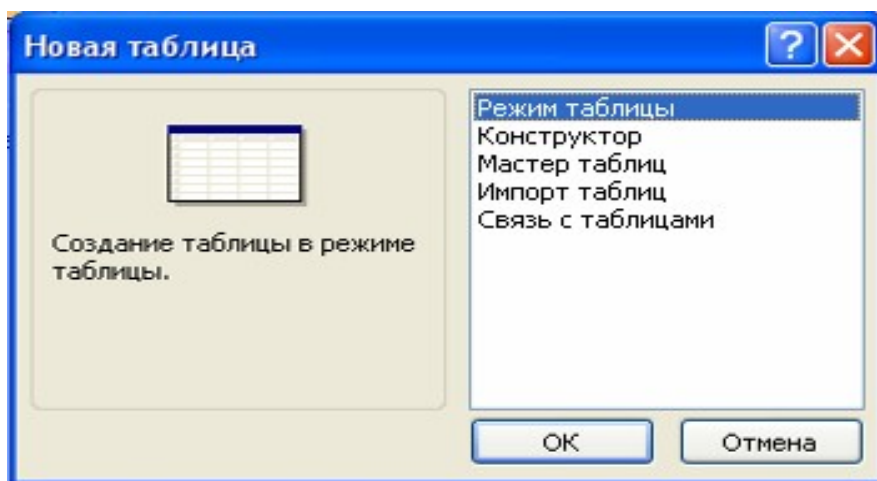 Новая таблица
Создание таблицы в режиме
таблицы.
Режим таблицы
Конструктор
Мастер таблиц
Импорт таблиц
Связь с таблицами
ОК
Отмена